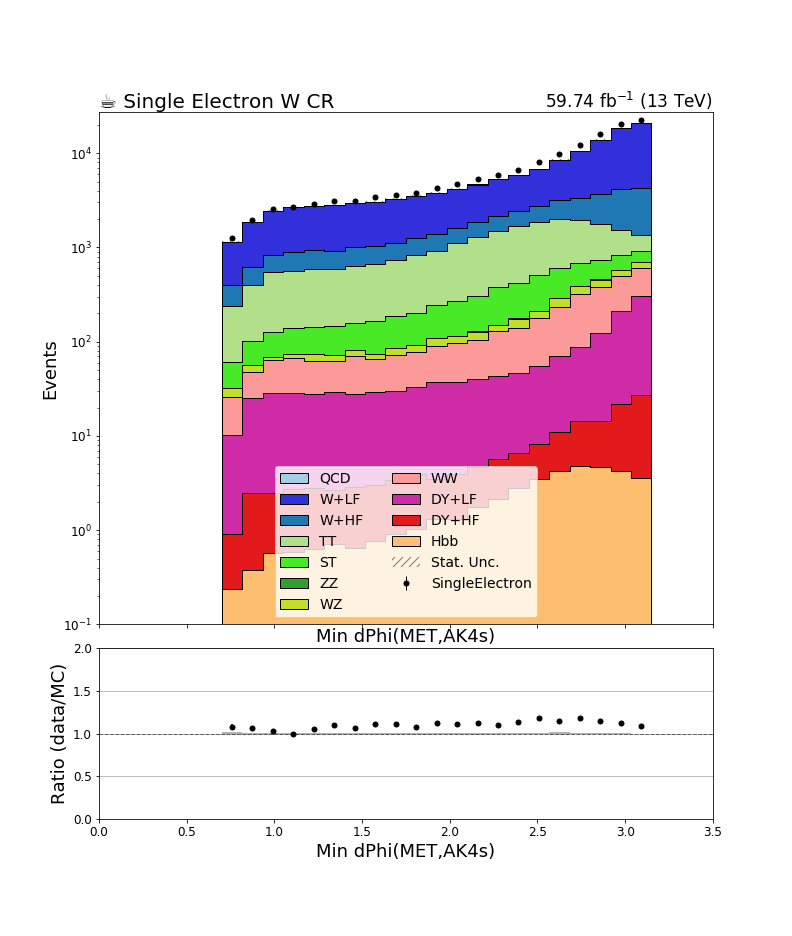 ☕ Single Electron W CR
59.74 fb⁻¹ (13 TeV)
Events
10⁴
10³
10²
10¹
10⁰
10⁻¹
QCD
W+LF
W+HF
TT
ST
ZZ
WZ
WW
DY+LF
DY+HF
Hbb
Stat. Unc.
SingleElectron
Min dPhi(MET,AK4s)
Ratio (data/MC)
2.0
1.5
1.0
0.5
0.0
0.0 0.5 1.0 1.5 2.0 2.5 3.0 3.5
Min dPhi(MET,AK4s)